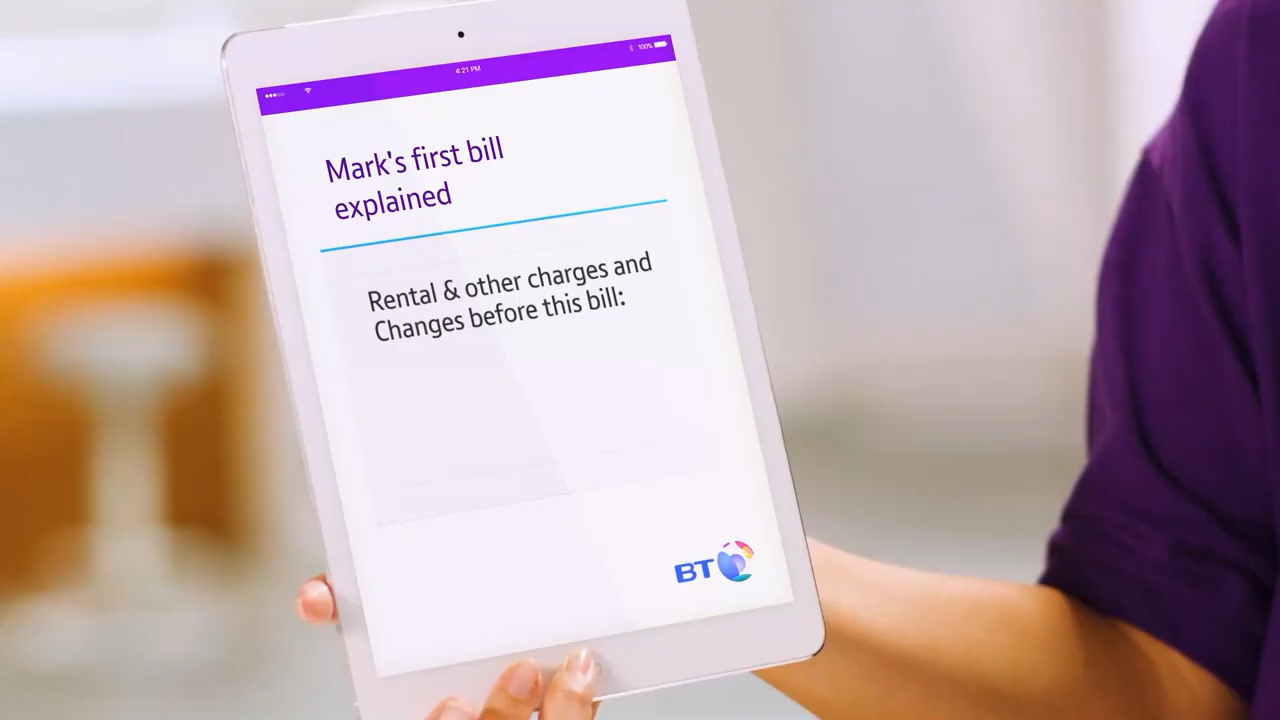 4:21 PM
100%
Mark's first bill
explained
Rental & other charges and
Changes before this bill:
BT